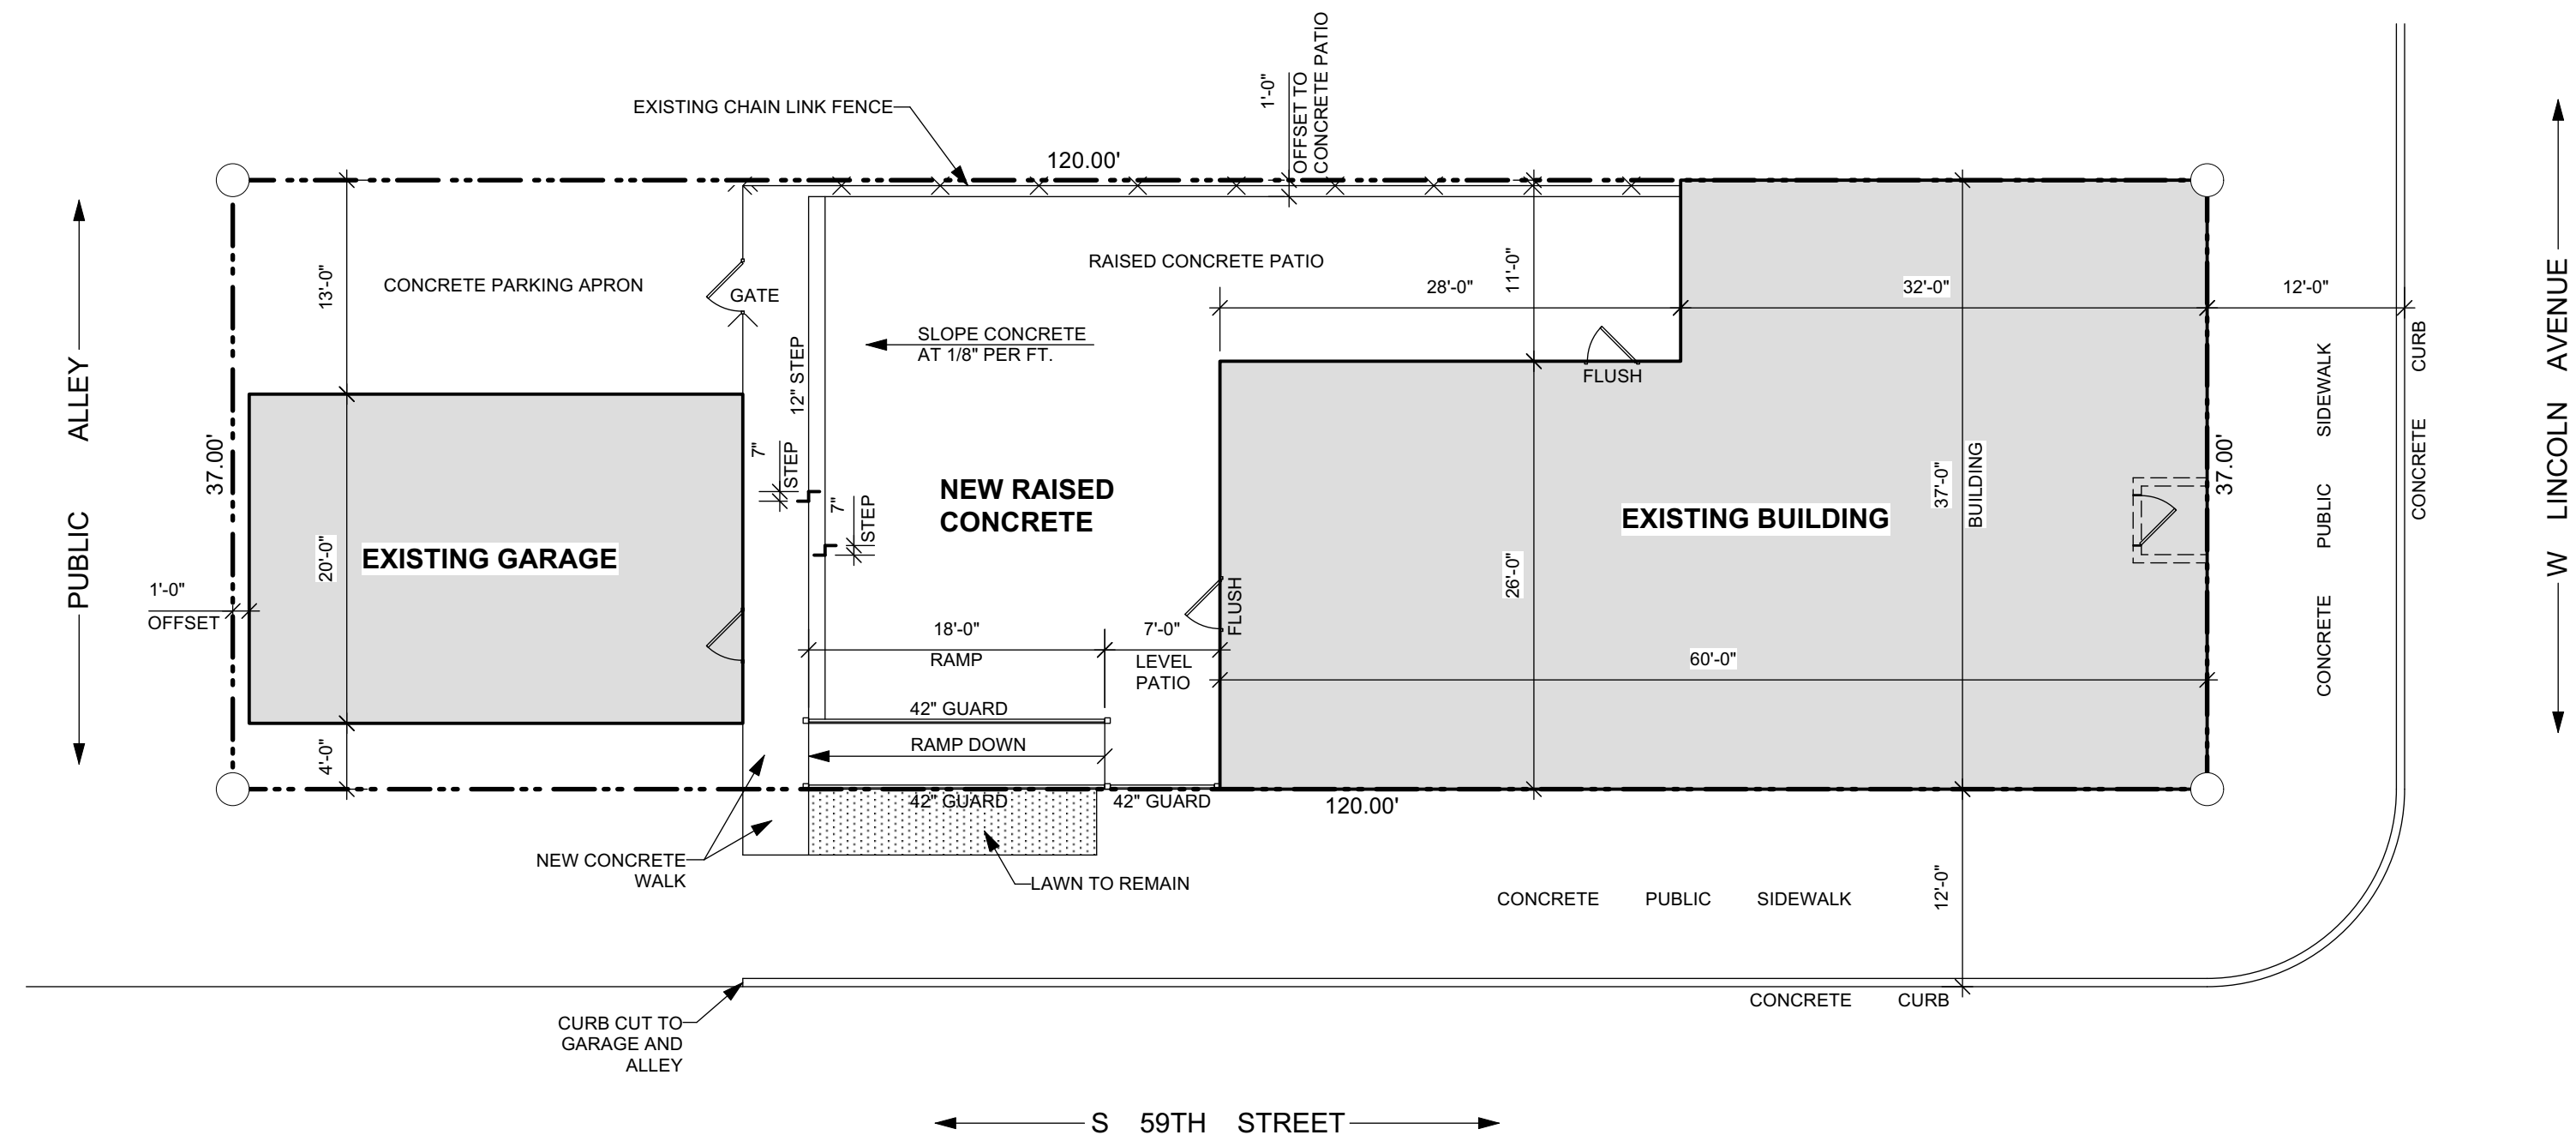 1'-0"
OFFSET TO
CONCRETE PATIO
EXISTING CHAIN LINK FENCE
120.00'
PUBLIC ALLEY
37.00'
13'-0"
CONCRETE PARKING APRON
GATE
RAISED CONCRETE PATIO
28'-0"
11'-0"
32'-0"
12'-0"
SLOPE CONCRETE
AT 1/8" PER FT.
FLUSH
12" STEP
7"
STEP
7"
STEP
NEW RAISED
CONCRETE
EXISTING BUILDING
37'-0"
BUILDING
37.00'
CONCRETE PUBLIC SIDEWALK
CONCRETE CURB
W LINCOLN AVENUE
20'-0"
EXISTING GARAGE
1'-0"
OFFSET
FLUSH
26'-0"
18'-0"
RAMP
7'-0"
LEVEL
PATIO
60'-0"
42" GUARD
RAMP DOWN
4'-0"
42" GUARD
42" GUARD
120.00'
NEW CONCRETE
WALK
LAWN TO REMAIN
CONCRETE PUBLIC SIDEWALK
12'-0"
CONCRETE CURB
CURB CUT TO
GARAGE AND
ALLEY
S 59TH STREET